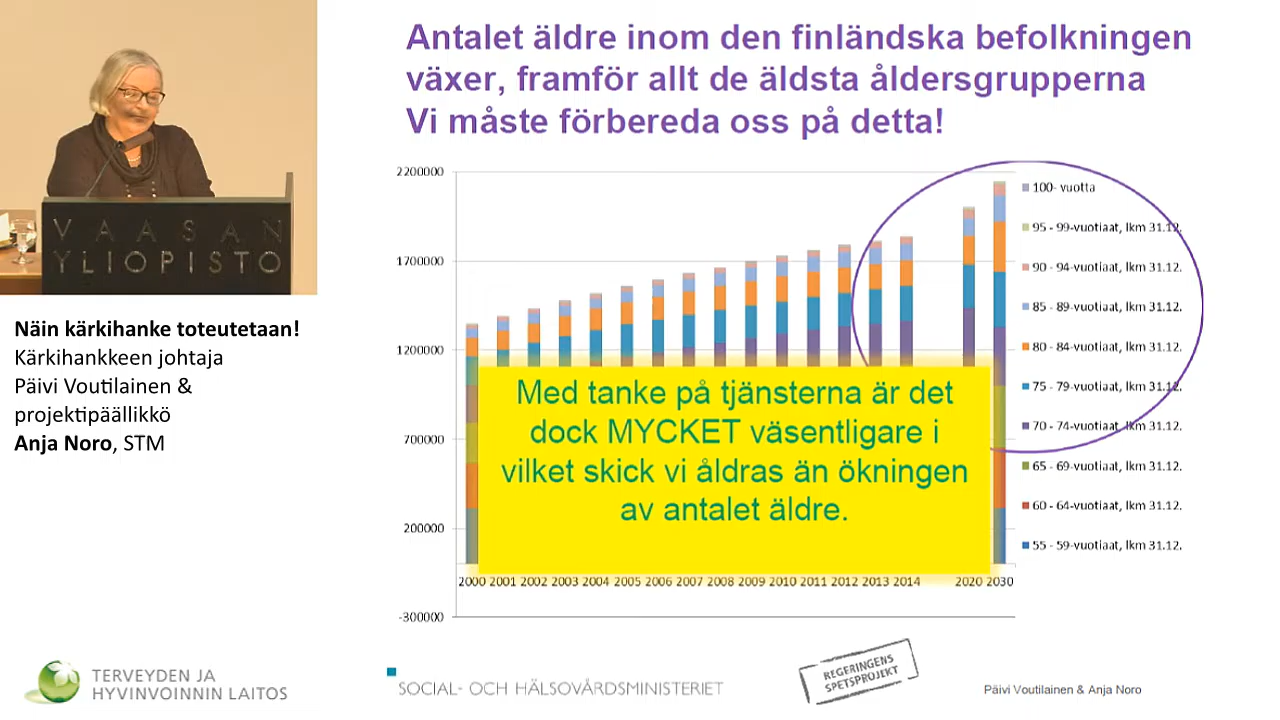 Antalet äldre inom den finländska befolkningen
växer, framför allt de äldsta åldersgrupperna
Vi måste förbereda oss på detta!
VAASAN
YLIOPISTO
Näin kärkihanke toteutetaan!
Kärkihankkeen johtaja
Päivi Voutilainen &
projektipäällikkö
Anja Noro, STM
2200000
1700000
1200000
700000
200000
-300000
2000 2001 2002 2003 2004 2005 2006 2007 2008 2009 2010 2011 2012 2013 2014 2020 2030
100- vuotta
95 - 99-vuotiaat, lkm 31.12.
90 - 94-vuotiaat, lkm 31.12.
85 - 89-vuotiaat, lkm 31.12.
80 - 84-vuotiaat, lkm 31.12.
75 - 79-vuotiaat, lkm 31.12.
70 - 74-vuotiaat, lkm 31.12.
65 - 69-vuotiaat, lkm 31.12.
60 - 64-vuotiaat, lkm 31.12.
55 - 59-vuotiaat, lkm 31.12.
Med tanke på tjänsterna är det
dock MYCKET väsentligare i
vilket skick vi åldras än ökningen
av antalet äldre.
TERVEYDEN JA
HYVINVOINNIN LAITOS
SOCIAL- OCH HÄLSOVÅRDSMINISTERIET
REGERINGENS
SPETSPROJEKT
Päivi Voutilainen & Anja Noro